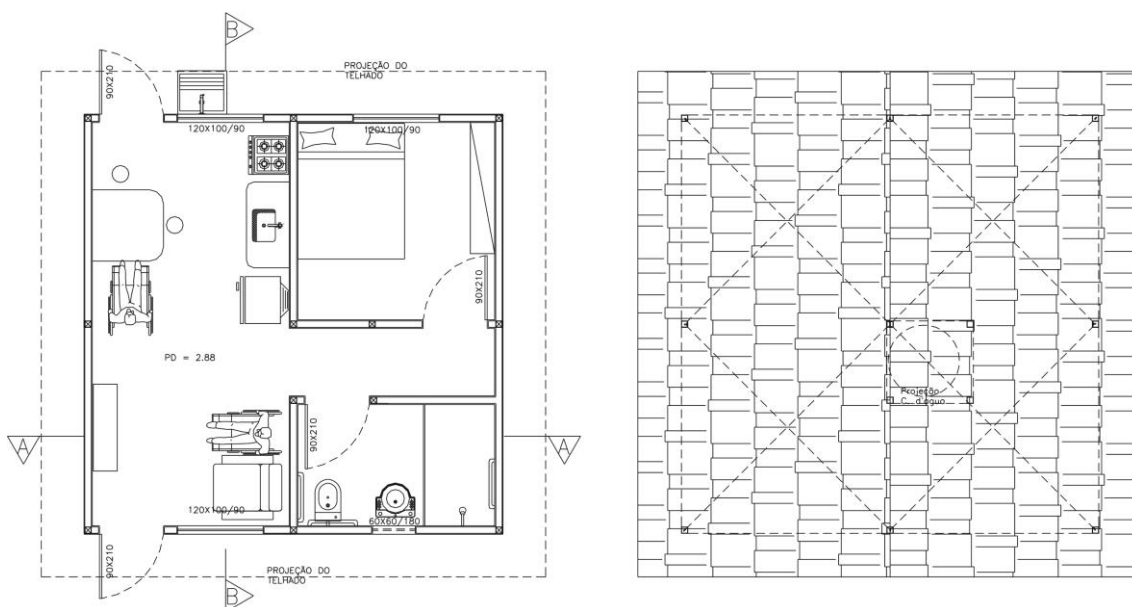 B
PROJEÇÃO DO
TELHADO
90X210
120X100/90
120X100/90
90X210
PD = 2.88
Projeção
C. d'agua
90X210
A
A
120X100/90
60X60/180
90X210
PROJEÇÃO DO
TELHADO
B